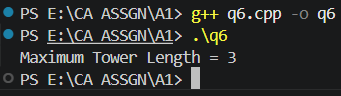 PS E:\CA ASSGN\A1> g++ q6.cpp -o q6
PS E:\CA ASSGN\A1> .\q6
Maximum Tower Length = 3
PS E:\CA ASSGN\A1>